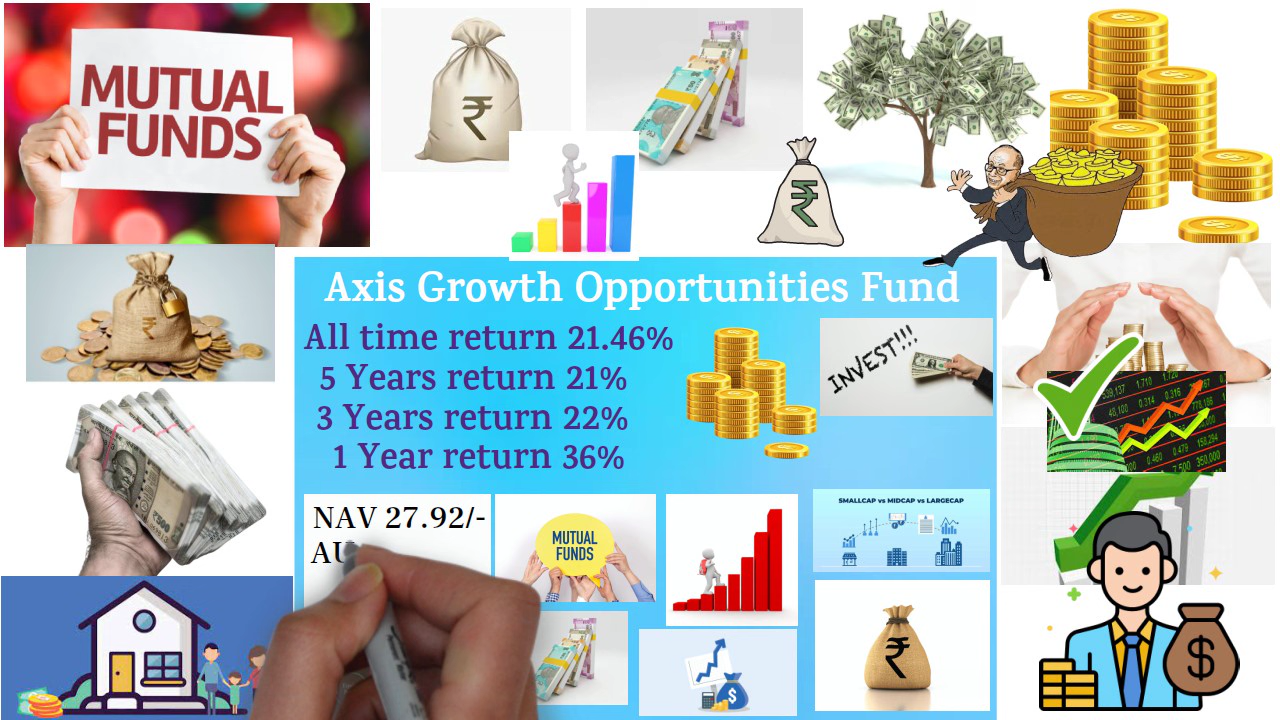 MUTUAL
FUNDS
₹
₹
₹
Axis Growth Opportunities Fund
All time return 21.46%
5 Years return 21%
3 Years return 22%
1 Year return 36%
INVEST!!!
NAV 27.92/-
AU
MUTUAL
FUNDS
SMALLCAP vs MIDCAP vs LARGECAP
₹
$
$